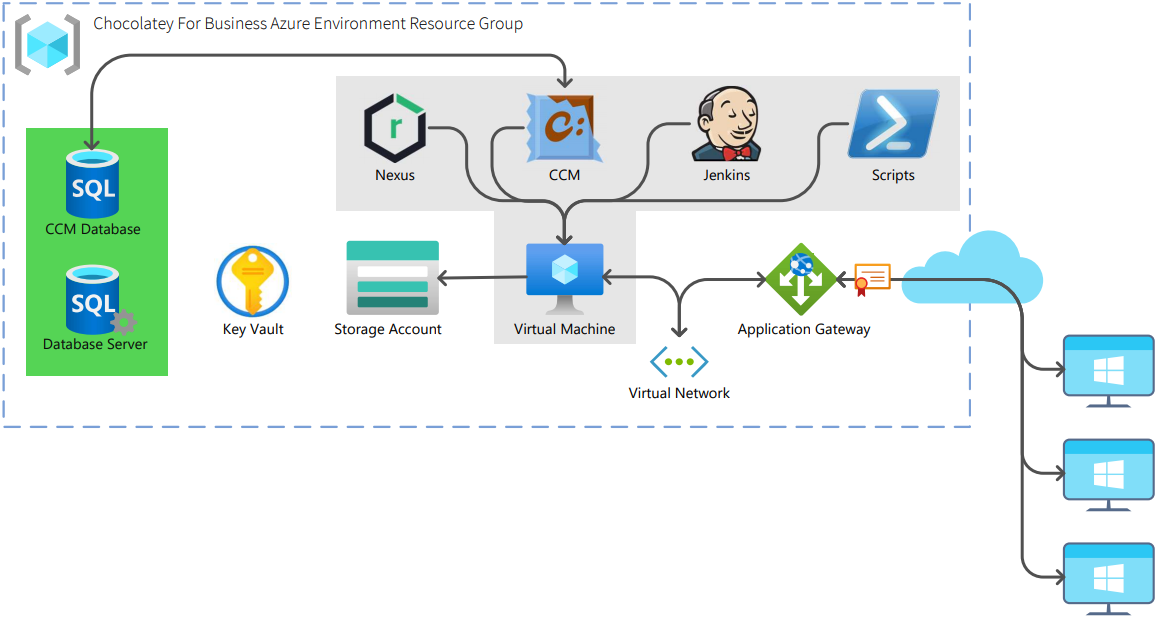 Chocolatey For Business Azure Environment Resource Group
r
Nexus
C:
CCM
Jenkins
Scripts
SQL
CCM Database
SQL
Database Server
Key Vault
Storage Account
Virtual Machine
Application Gateway
Virtual Network